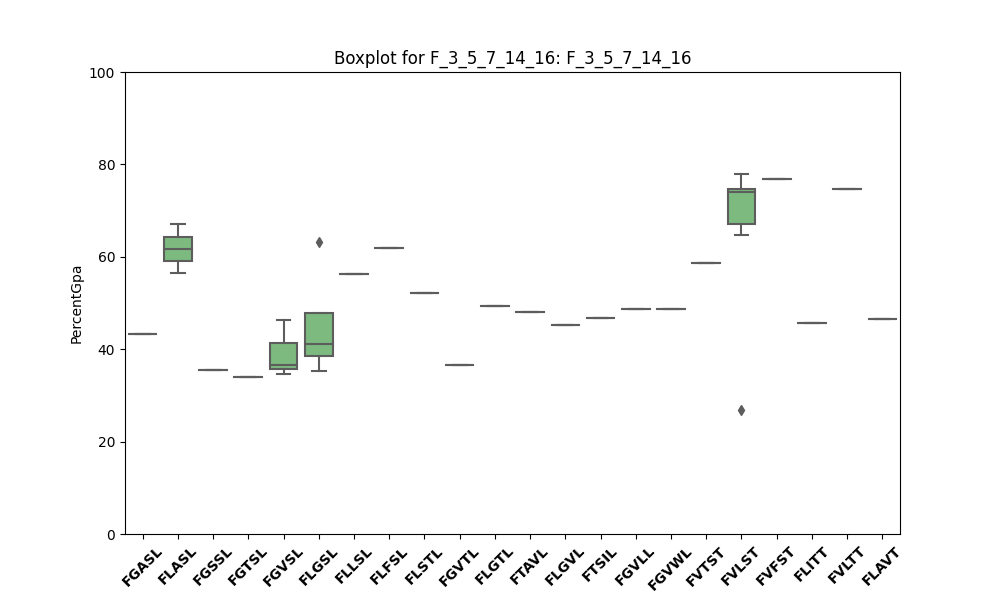 Boxplot for F_3_5_7_14_16: F_3_5_7_14_16
100
80
60
40
20
0
PercentGpa
FGASL FLASL FGSSL FGTSL FGVSL FLGSL FLLSL FLFSL FLSTL FGVTL FLGTL FTAVL FLGVL FTSIL FGVLL FGVWL FVTST FVLST FVFST FLITT FVLTT FLAVT